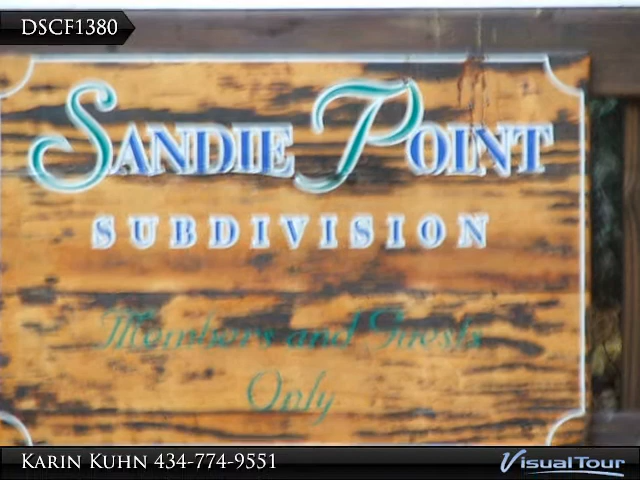 DSCF1380
SANDIE POINT
SUBDIVISION
Members and Guests
Only
KARIN KUHN 434-774-9551
VISUALTOUR